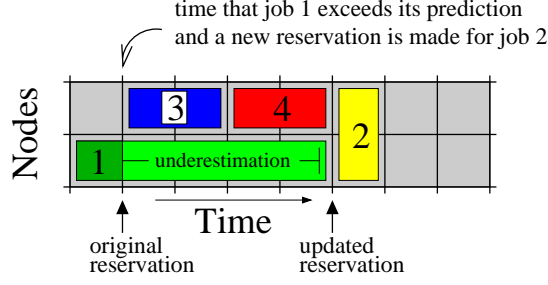 time that job 1 exceeds its prediction
and a new reservation is made for job 2
Nodes
3
4
2
1
underestimation
Time
original
reservation
updated
reservation